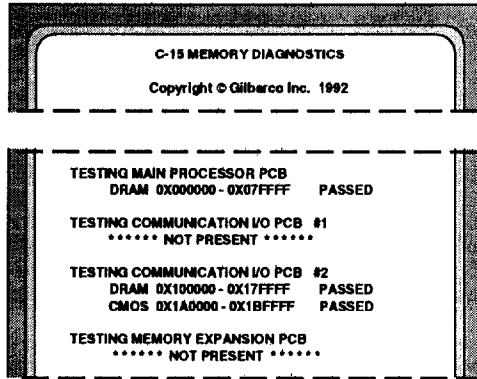 C-15 MEMORY DIAGNOSTICS
Copyright © Gilbarco Inc. 1992
TESTING MAIN PROCESSOR PCB
DRAM 0X000000 - 0X07FFFF PASSED
TESTING COMMUNICATION I/O PCB #1
****** NOT PRESENT ******
TESTING COMMUNICATION I/O PCB #2
DRAM 0X100000 - 0X17FFFF PASSED
CMOS 0X1A0000 - 0X1BFFFF PASSED
TESTING MEMORY EXPANSION PCB
****** NOT PRESENT ******